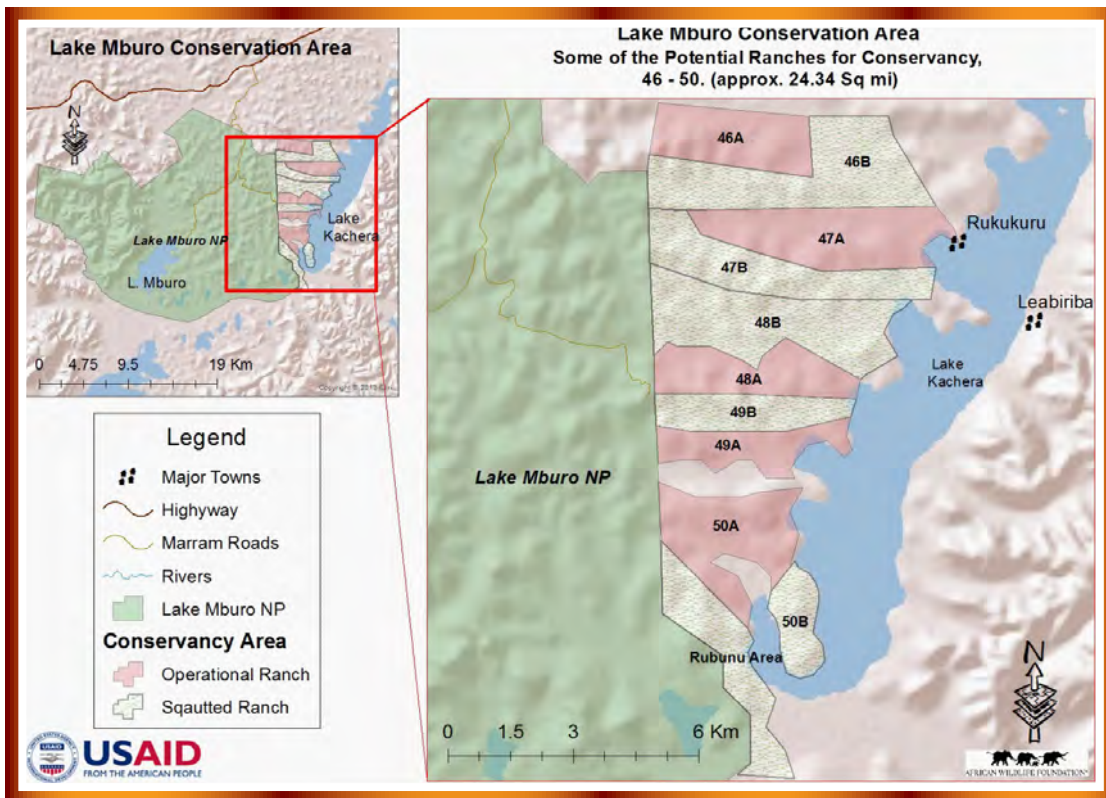 Lake Mburo Conservation Area
N
Lake Mburo NP
L. Mburo
Lake
Kachera
0 4.75 9.5 19 Km
Legend
Major Towns
Highyway
Marram Roads
Rivers
Lake Mburo NP
Conservancy Area
Operational Ranch
Sqautted Ranch
USAID
USAID
FROM THE AMERICAN PEOPLE
Lake Mburo Conservation Area
Some of the Potential Ranches for Conservancy,
46 - 50. (approx. 24.34 Sq mi)
46A
46B
47A
Rukukuru
47B
Leabiriba
48B
Lake
Kachera
48A
49B
49A
Lake Mburo NP
50A
50B
Rubunu Area
N
0 1.5 3 6 Km
AFRICAN WILDLIFE FOUNDATION®